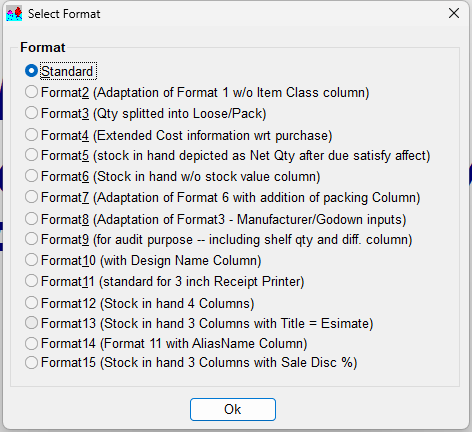 Select Format
Format
Standard
Format2 (Adaptation of Format 1 w/o Item Class column)
Format3 (Qty splitted into Loose/Pack)
Format4 (Extended Cost information wrt purchase)
Format5 (stock in hand depicted as Net Qty after due satisfy affect)
Format6 (Stock in hand w/o stock value column)
Format7 (Adaptation of Format 6 with addition of packing Column)
Format8 (Adaptation of Format3 - Manufacturer/Godown inputs)
Format9 (for audit purpose -- including shelf qty and diff. column)
Format10 (with Design Name Column)
Format11 (standard for 3 inch Receipt Printer)
Format12 (Stock in hand 4 Columns)
Format13 (Stock in hand 3 Columns with Title = Esimate)
Format14 (Format 11 with AliasName Column)
Format15 (Stock in hand 3 Columns with Sale Disc %)
Ok